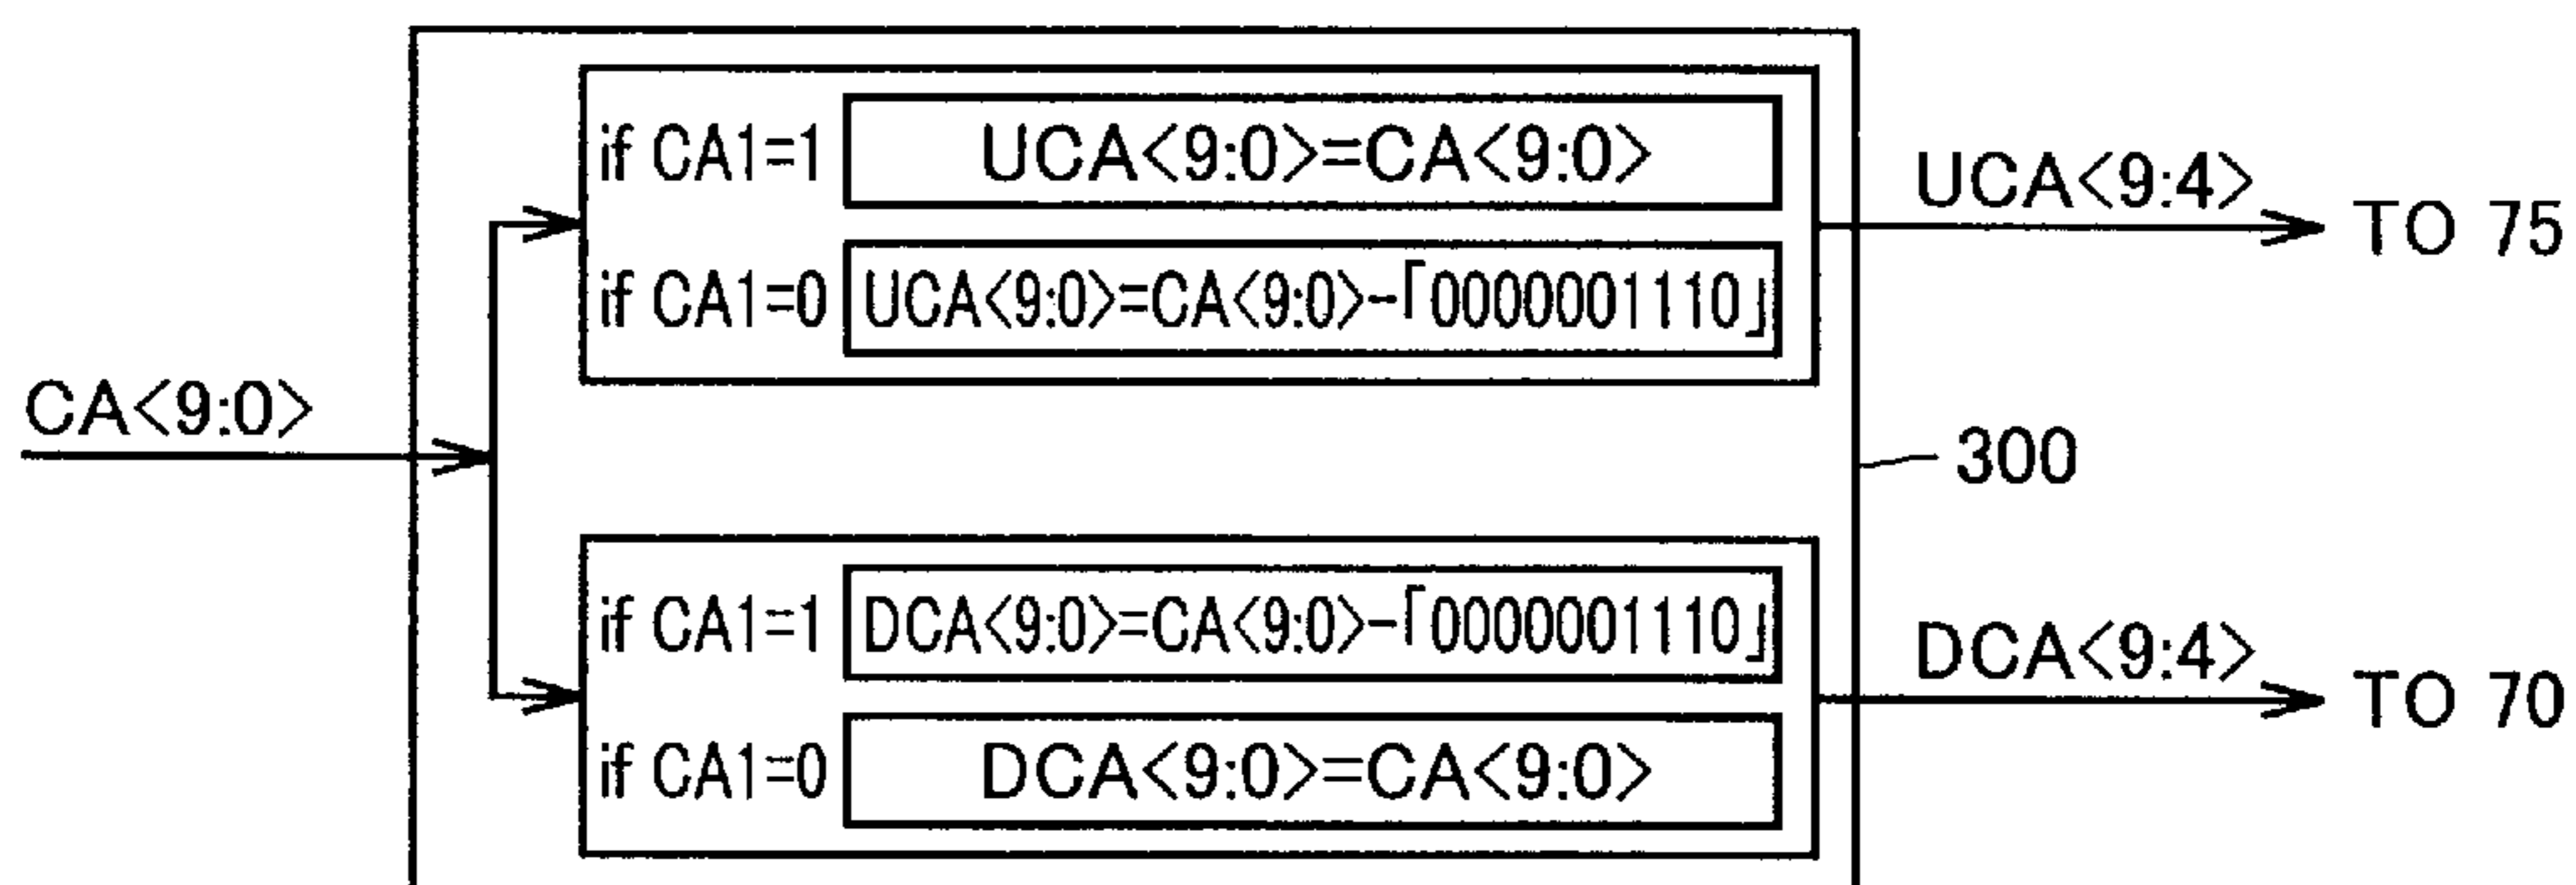 if CA1=1 UCA<9:0>=CA<9:0>
UCA<9:4>
TO 75
if CA1=0 UCA<9:0>=CA<9:0>-「0000001110」
CA<9:0>
300
if CA1=1 DCA<9:0>=CA<9:0>-「0000001110」
DCA<9:4>
TO 70
if CA1=0 DCA<9:0>=CA<9:0>